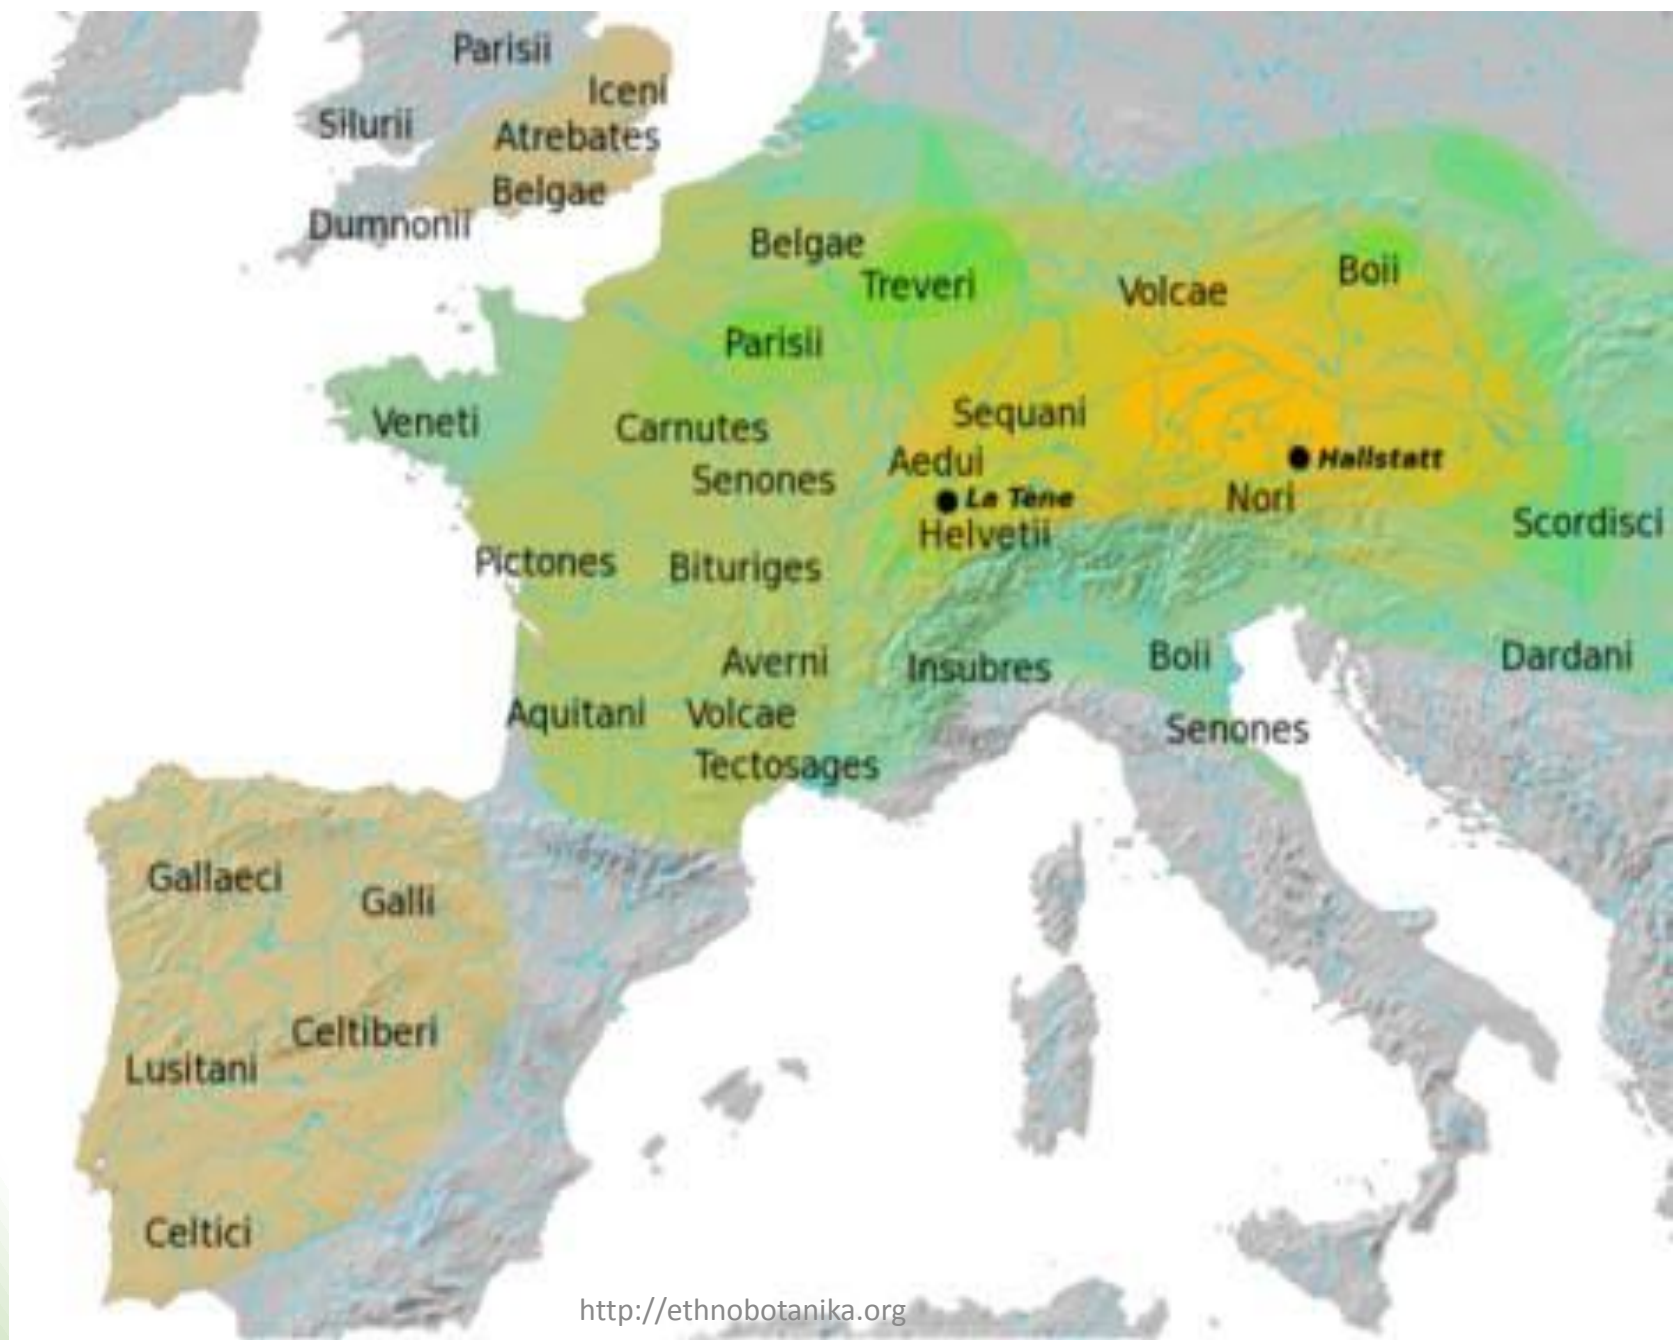 Parisii
Iceni
Silurii
Atrebates
Belgae
Dumnonii
Belgae
Treveri
Volcae
Boii
Parisii
Veneti
Carnutes
Sequani
Senones
Aedui
Hallstatt
La Tène
Nori
Helvetii
Scordisci
Pictones
Bituriges
Averni
Insubres
Boii
Dardani
Aquitani
Volcae
Tectosages
Senones
Gallaeci
Galli
Celtiberi
Lusitani
Celtici
http://ethnobotanika.org